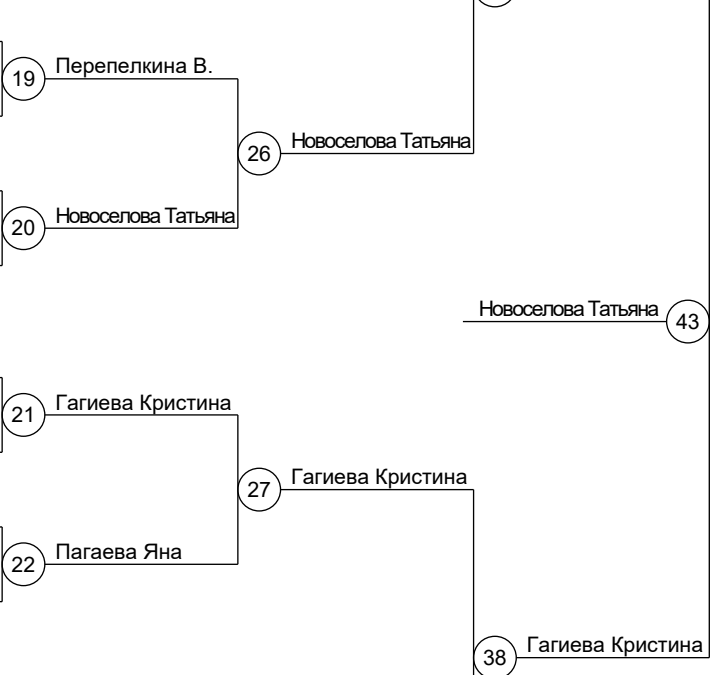 19
Перепелкина В.
26
Новоселова Татьяна
20
Новоселова Татьяна
Новоселова Татьяна
43
21
Гагиева Кристина
27
Гагиева Кристина
22
Пагаева Яна
38
Гагиева Кристина